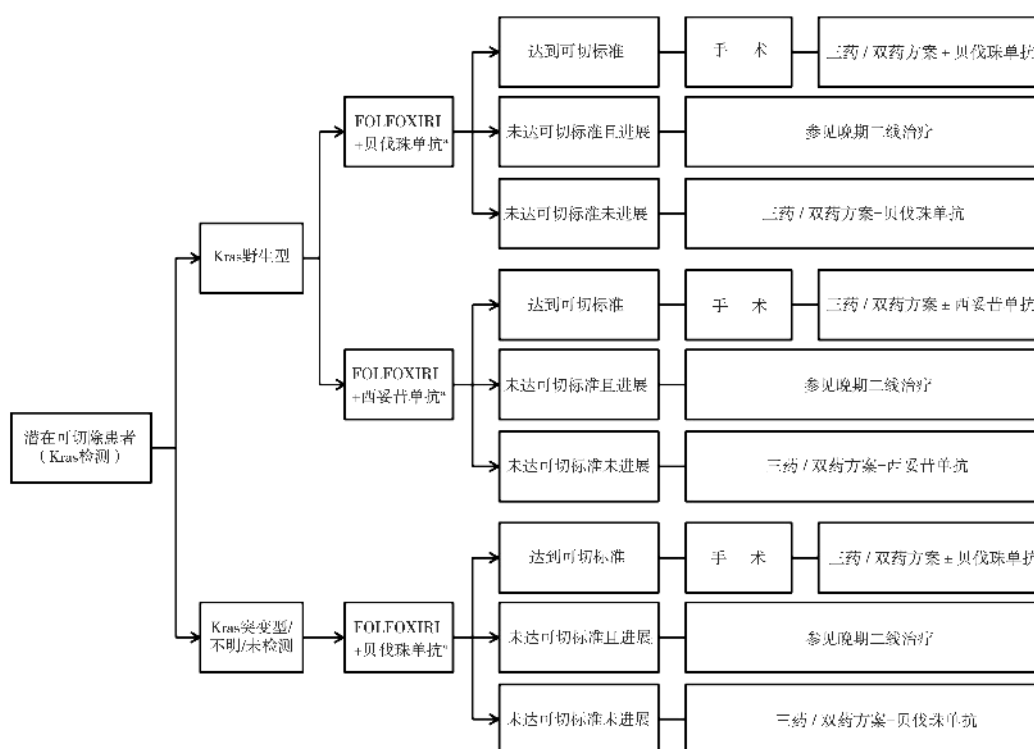 潜在可切除患者
（Kras检测）
Kras野生型
FOLFOXIRI
+贝伐珠单抗ª
达到可切标准
手 术
三药/双药方案+贝伐珠单抗
未达可切标准且进展
参见晚期二线治疗
未达可切标准未进展
三药/双药方案-贝伐珠单抗
FOLFOXIRI
+西妥昔单抗ª
达到可切标准
手 术
三药/双药方案±西妥昔单抗
未达可切标准且进展
参见晚期二线治疗
未达可切标准未进展
三药/双药方案-西妥昔单抗
Kras突变型/
不明/未检测
FOLFOXIRI
+贝伐珠单抗ª
达到可切标准
手 术
三药/双药方案±贝伐珠单抗
未达可切标准且进展
参见晚期二线治疗
未达可切标准未进展
三药/双药方案-贝伐珠单抗